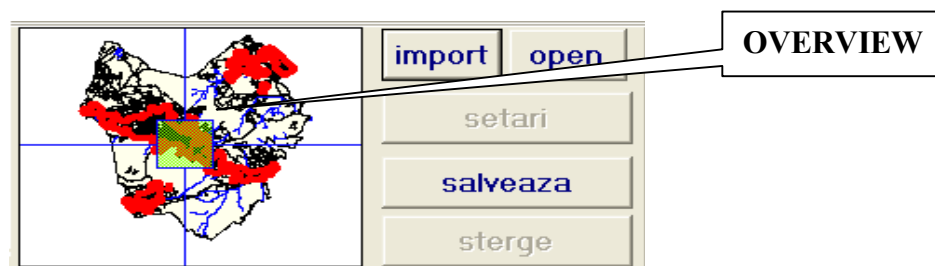 import open
OVERVIEW
setari
salveaza
sterge